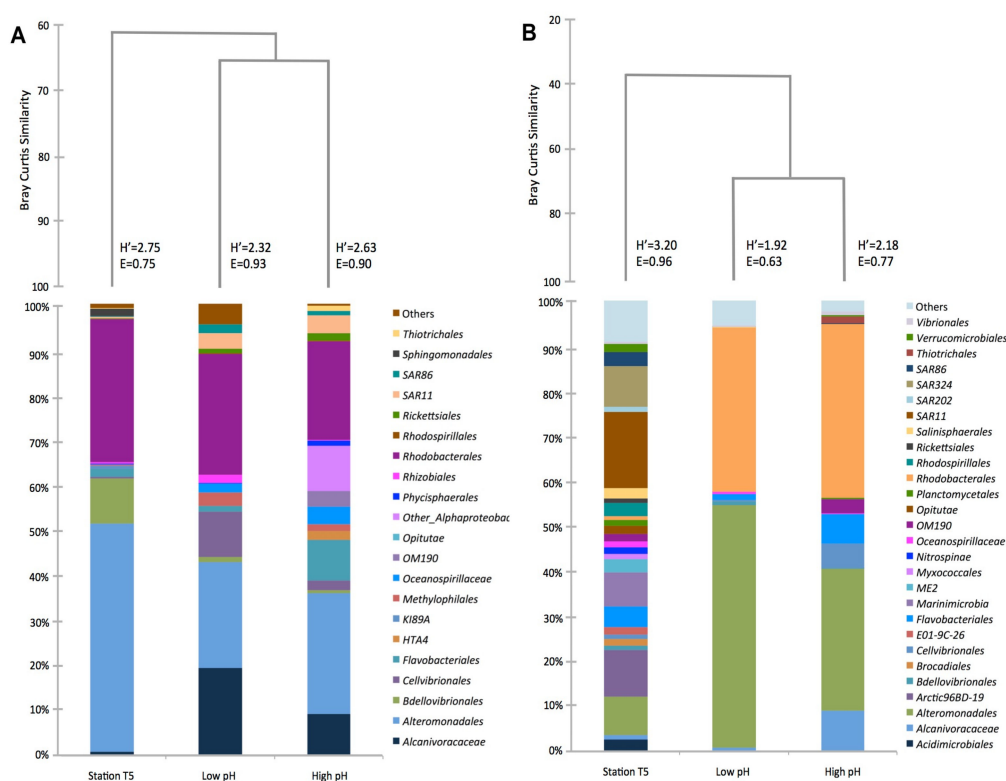 A
60
70
80
90
100
Bray Curtis Similarity
H’=2.75
E=0.75
H’=2.32
E=0.93
H’=2.63
E=0.90
100%
90%
80%
70%
60%
50%
40%
30%
20%
10%
0%
Station T5
Low pH
High pH
Others
Thiotrichales
Sphingomonadales
SAR86
SAR11
Rickettsiales
Rhodospirillales
Rhodobacterales
Rhizobiales
Phycisphaerales
Other_Alphaproteobac
Opitutae
OM190
Oceanospirillaceae
Methylophilales
KI89A
HTA4
Flavobacteriales
Cellvibrionales
Bdellovibrionales
Alteromonadales
Alcanivoracaceae
B
20
40
60
80
100
Bray Curtis Similarity
H’=3.20
E=0.96
H’=1.92
E=0.63
H’=2.18
E=0.77
100%
90%
80%
70%
60%
50%
40%
30%
20%
10%
0%
Station T5
Low pH
High pH
Others
Vibrionales
Verrucomicrobiales
Thiotrichales
SAR86
SAR324
SAR202
SAR11
Salinisphaerales
Rickettsiales
Rhodospirillales
Rhodobacterales
Planctomycetales
Opitutae
OM190
Oceanospirillaceae
Nitrospinae
Myxococcales
ME2
Marinimicrobia
Flavobacteriales
E01-9C-26
Cellvibrionales
Brocadiales
Bdellovibrionales
Arctic96BD-19
Alteromonadales
Alcanivoracaceae
Acidimicrobiales